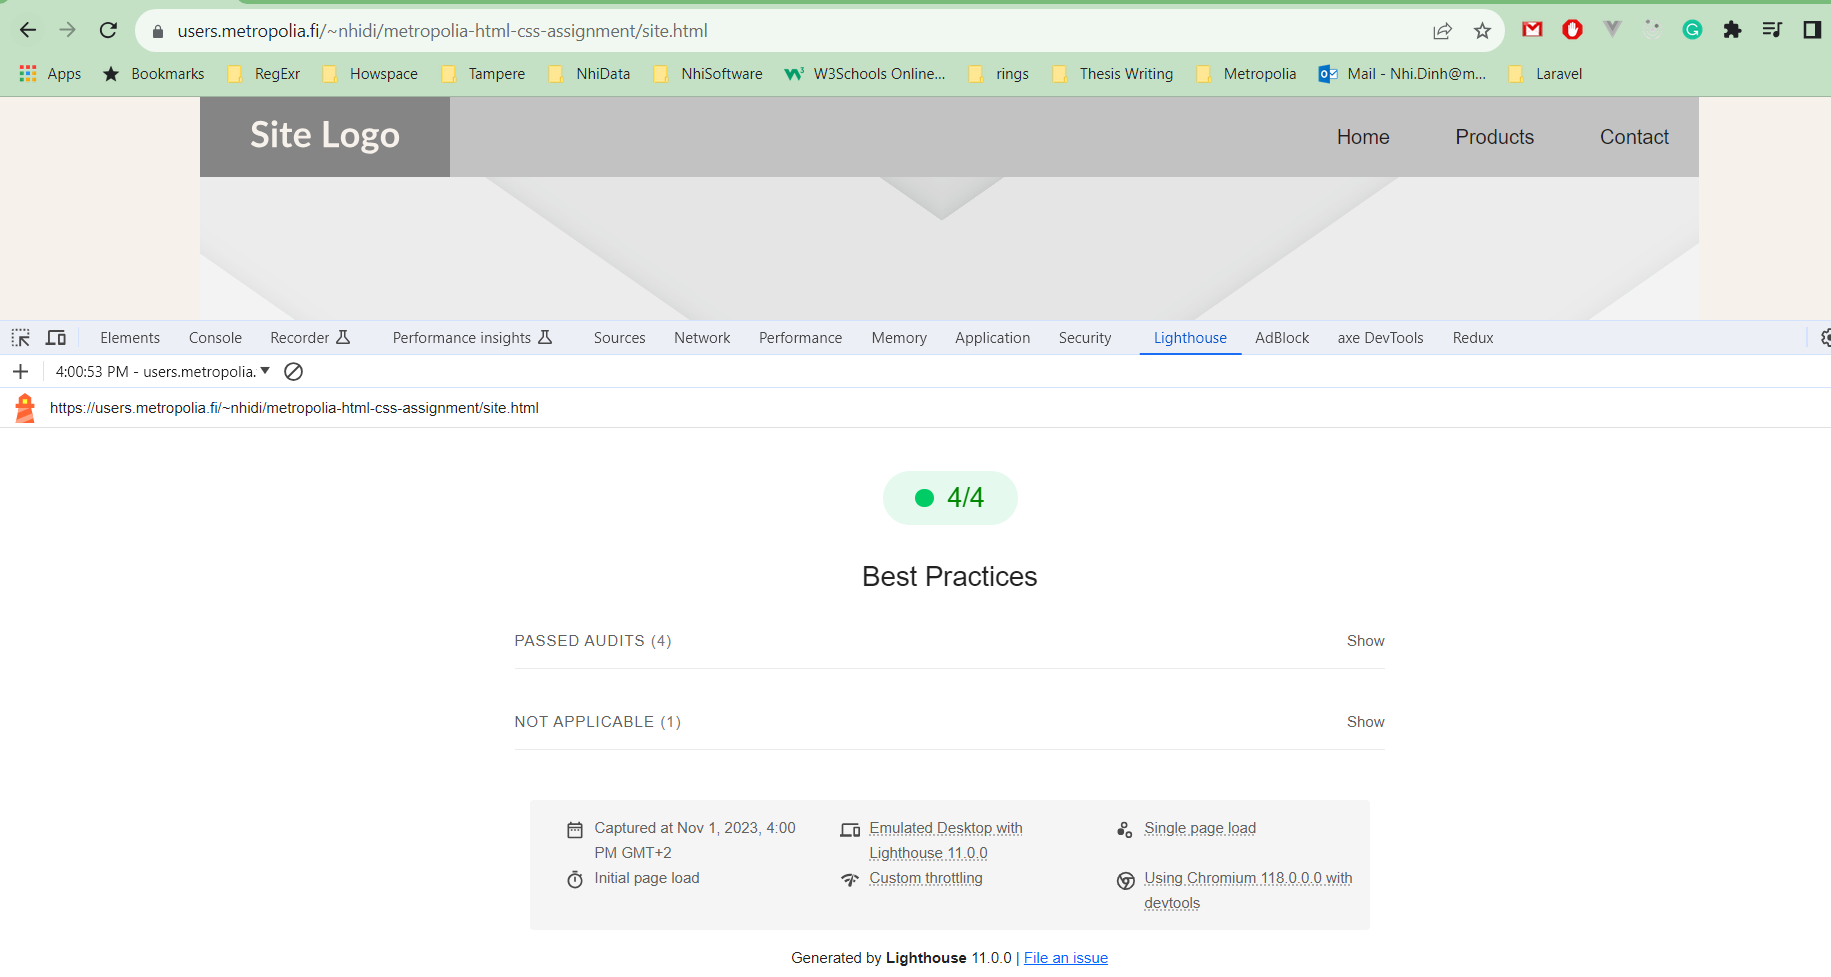 users.metropolia.fi/~nhidi/metropolia-html-css-assignment/site.html
Apps Bookmarks RegExr Howspace Tampere NhiData NhiSoftware W3Schools Online... rings Thesis Writing Metropolia Mail - Nhi.Dinh@m... Laravel
Site Logo Home Products Contact
Elements Console Recorder Performance insights Sources Network Performance Memory Application Security Lighthouse AdBlock axe DevTools Redux
4:00:53 PM - users.metropolia.
https://users.metropolia.fi/~nhidi/metropolia-html-css-assignment/site.html
4/4
Best Practices
PASSED AUDITS (4) Show
NOT APPLICABLE (1) Show
Captured at Nov 1, 2023, 4:00 PM GMT+2
Emulated Desktop with Lighthouse 11.0.0
Single page load
Initial page load
Custom throttling
Using Chromium 118.0.0.0 with devtools
Generated by Lighthouse 11.0.0 | File an issue